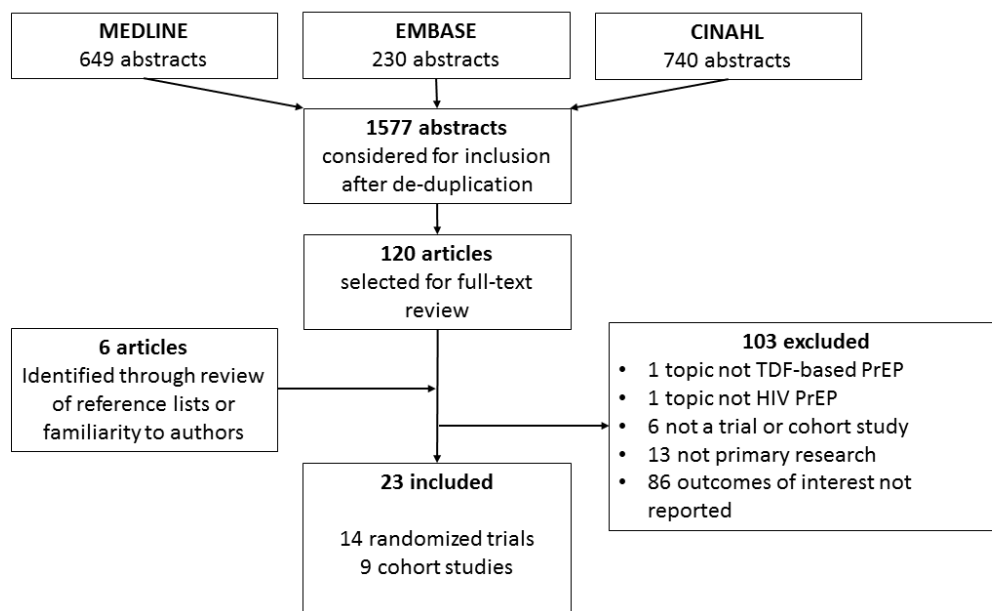 MEDLINE
649 abstracts
EMBASE
230 abstracts
CINAHL
740 abstracts
1577 abstracts
considered for inclusion
after de-duplication
120 articles
selected for full-text
review
6 articles
Identified through review
of reference lists or
familiarity to authors
103 excluded
• 1 topic not TDF-based PrEP
• 1 topic not HIV PrEP
• 6 not a trial or cohort study
• 13 not primary research
• 86 outcomes of interest not
reported
23 included
14 randomized trials
9 cohort studies